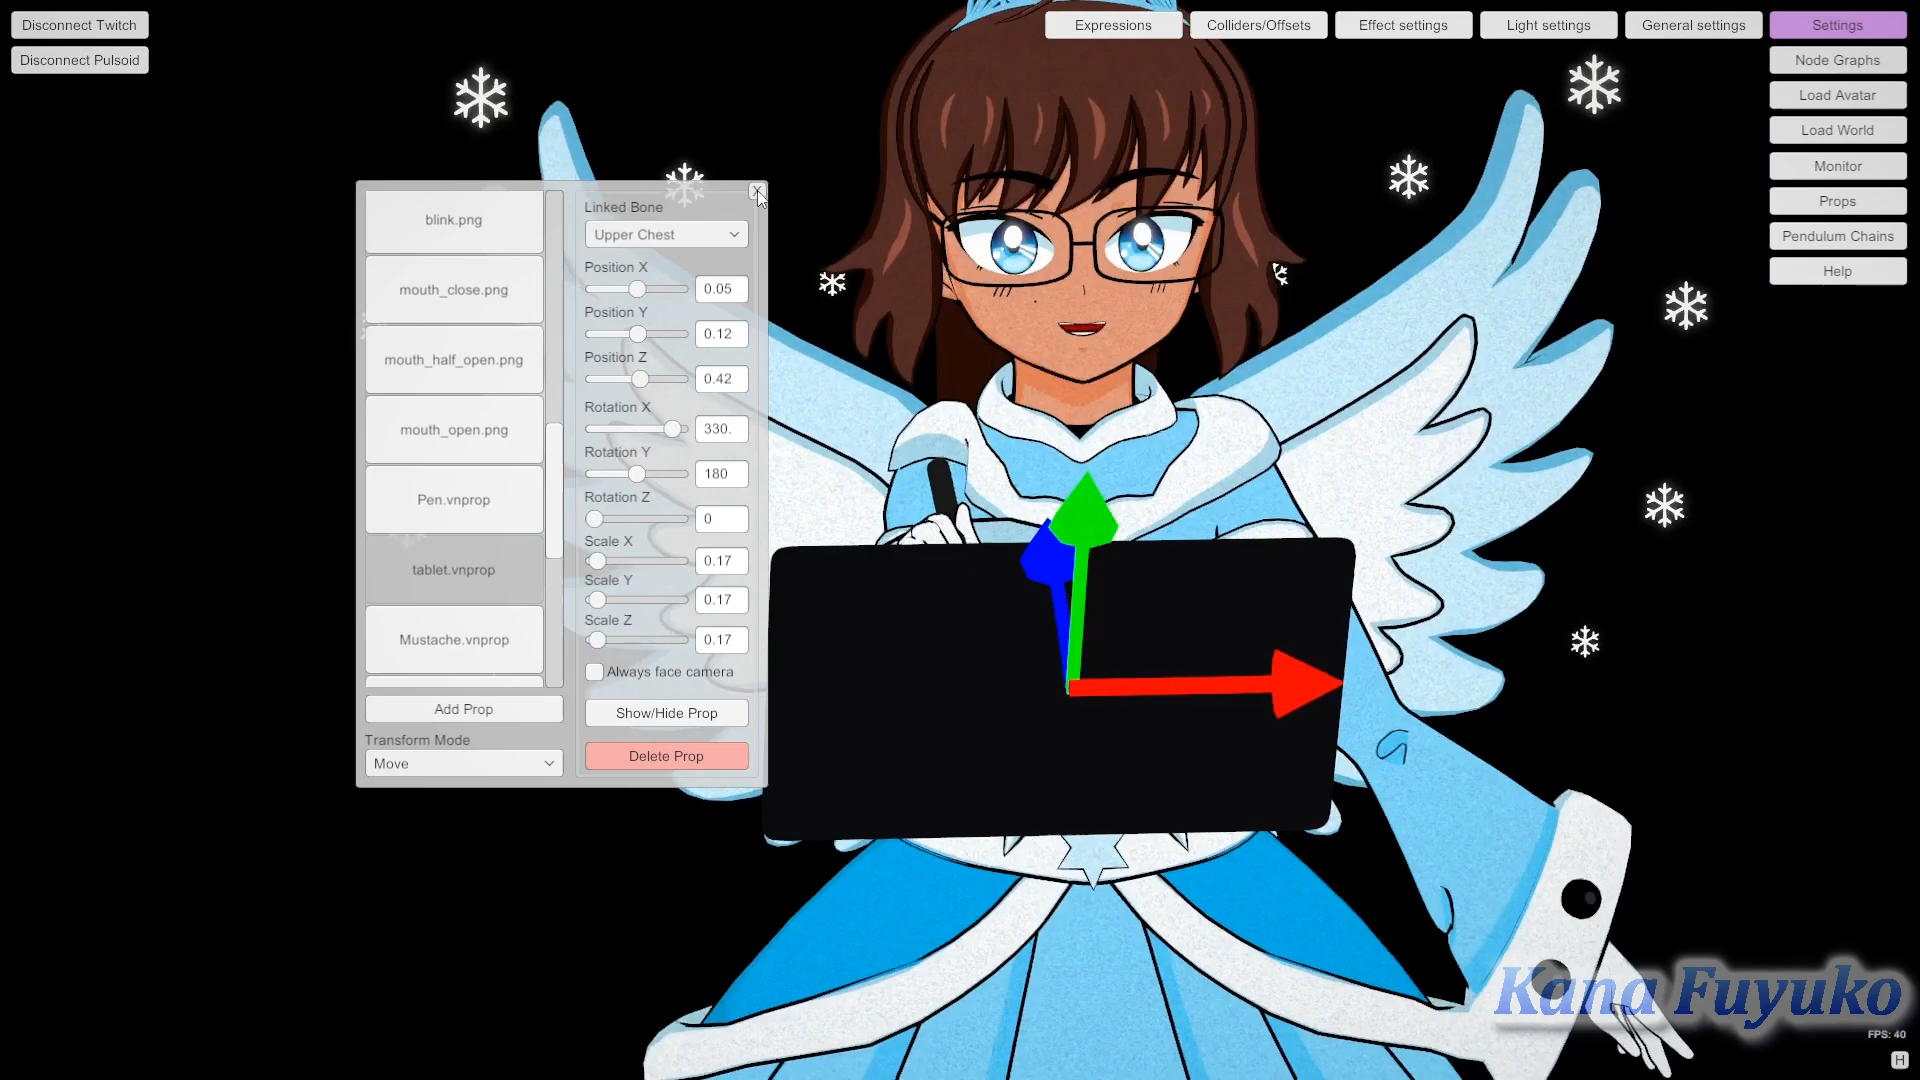 Disconnect Twitch
Disconnect Pulsoid
Expressions
Colliders/Offsets
Effect settings
Light settings
General settings
Settings
Node Graphs
Load Avatar
Load World
Monitor
Props
Pendulum Chains
Help
blink.png
mouth_close.png
mouth_half_open.png
mouth_open.png
Pen.vnprop
tablet.vnprop
Mustache.vnprop
Add Prop
Transform Mode
Move
X
Linked Bone
Upper Chest
Position X
0.05
Position Y
0.12
Position Z
0.42
Rotation X
330.
Rotation Y
180
Rotation Z
0
Scale X
0.17
Scale Y
0.17
Scale Z
0.17
Always face camera
Show/Hide Prop
Delete Prop
Kana Fuyuko
FPS: 40
H